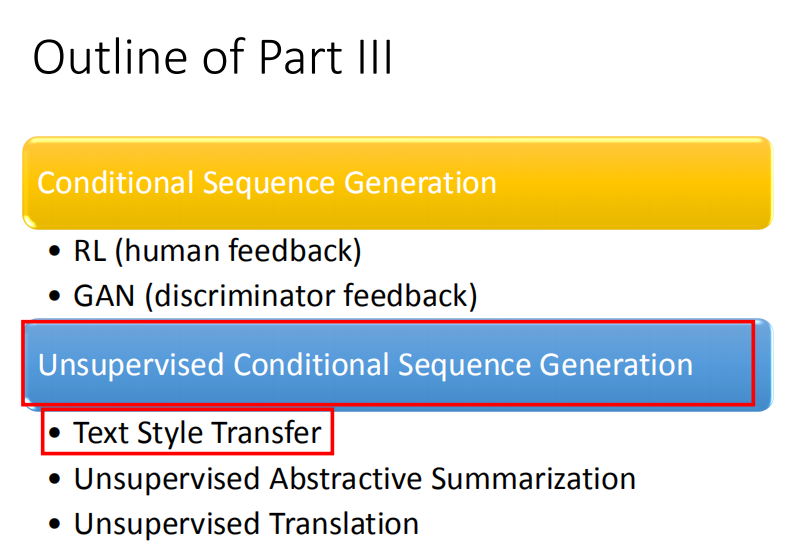 Outline of Part III
Conditional Sequence Generation
• RL (human feedback)
• GAN (discriminator feedback)
Unsupervised Conditional Sequence Generation
• Text Style Transfer
• Unsupervised Abstractive Summarization
• Unsupervised Translation